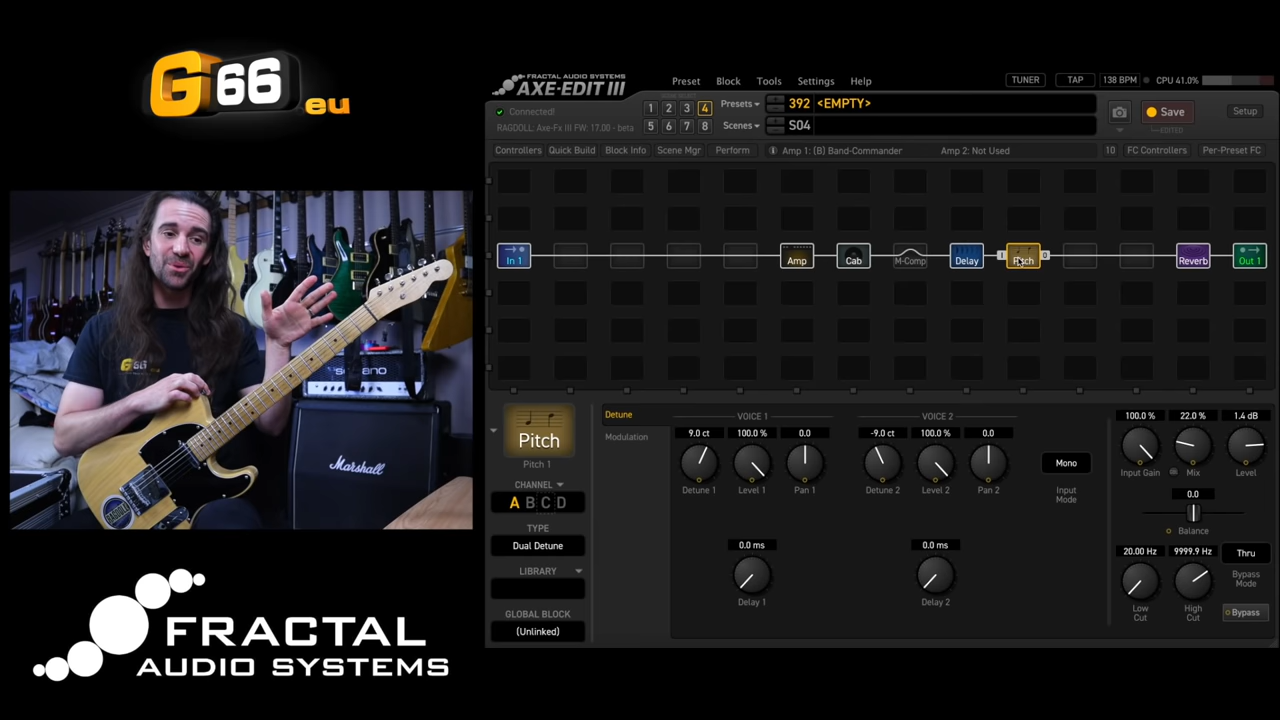 G66.eu
FRACTAL AUDIO SYSTEMS
AXE-EDIT III
Preset Block Tools Settings Help
TUNER TAP 138 BPM CPU 41.0%
Connected!
RAGDOLL: Axe-Fx III FW: 17.00 - beta
1 2 3 4
5 6 7 8
Presets 392 <EMPTY>
Scenes S04
Save
EDITED
Setup
Controllers Quick Build Block Info Scene Mgr Perform Amp 1: (B) Band-Commander Amp 2: Not Used 10 FC Controllers Per-Preset FC
In 1 Amp Cab M-Comp Delay I Pitch O Reverb Out 1
G66
Marshall
RAGDOLL
FRACTAL
AUDIO SYSTEMS
Pitch
Pitch 1
CHANNEL
A B C D
TYPE
Dual Detune
LIBRARY
GLOBAL BLOCK
(Unlinked)
Detune
Modulation
VOICE 1
9.0 ct 100.0 % 0.0
Detune 1 Level 1 Pan 1
0.0 ms
Delay 1
VOICE 2
-9.0 ct 100.0 % 0.0
Detune 2 Level 2 Pan 2
0.0 ms
Delay 2
Mono
Input
Mode
100.0 % 22.0 % 1.4 dB
Input Gain Mix Level
0.0
Balance
20.00 Hz 9999.9 Hz Thru
Low
Cut
High
Cut
Bypass
Mode
Bypass